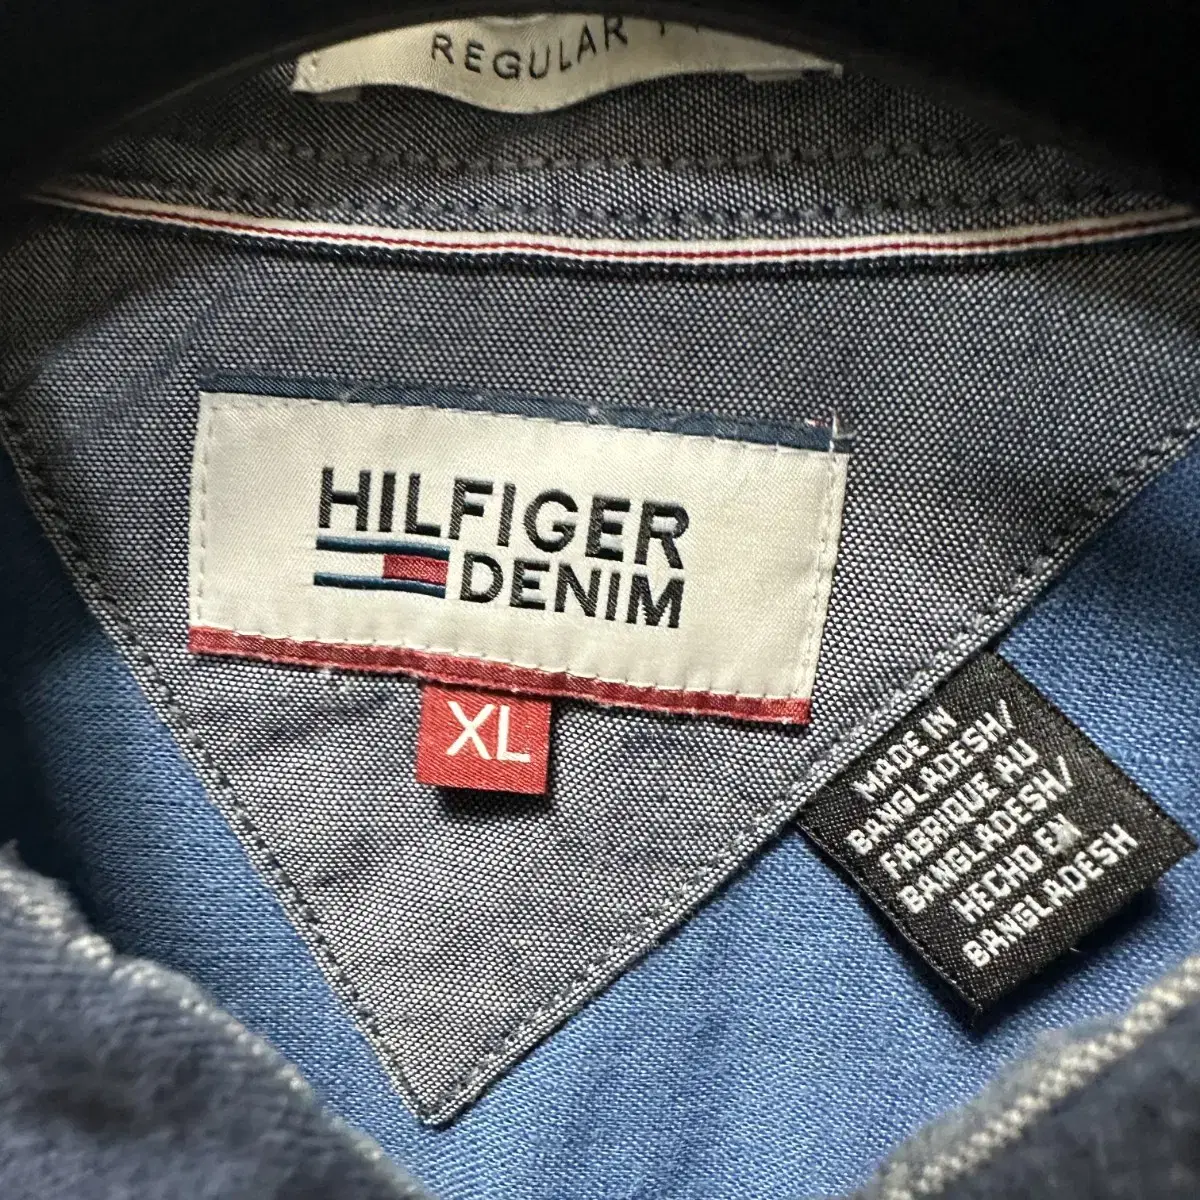 REGULAR
HILFIGER
DENIM
XL
MADE IN
BANGLADESH/
FABRIQUE AU
BANGLADESH/
HECHO EN
BANGLADESH